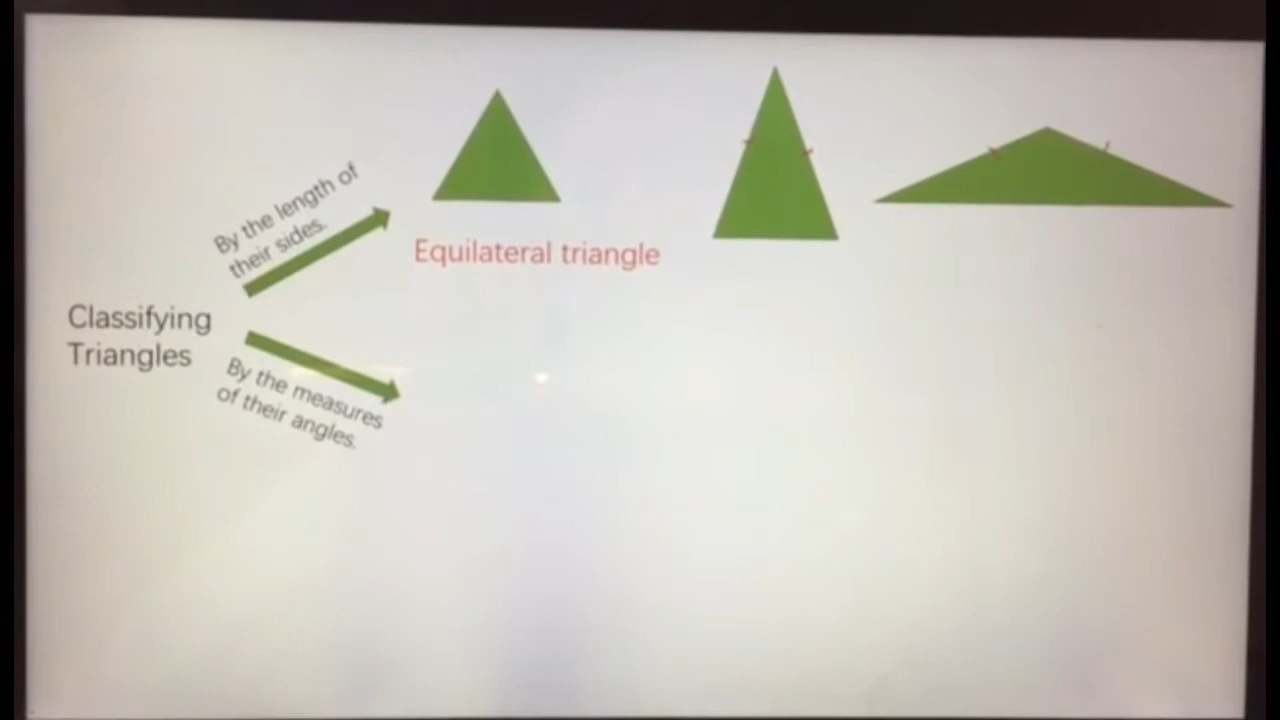 By the length of
their sides.
Equilateral triangle
Classifying
Triangles
By the measures
of their angles.